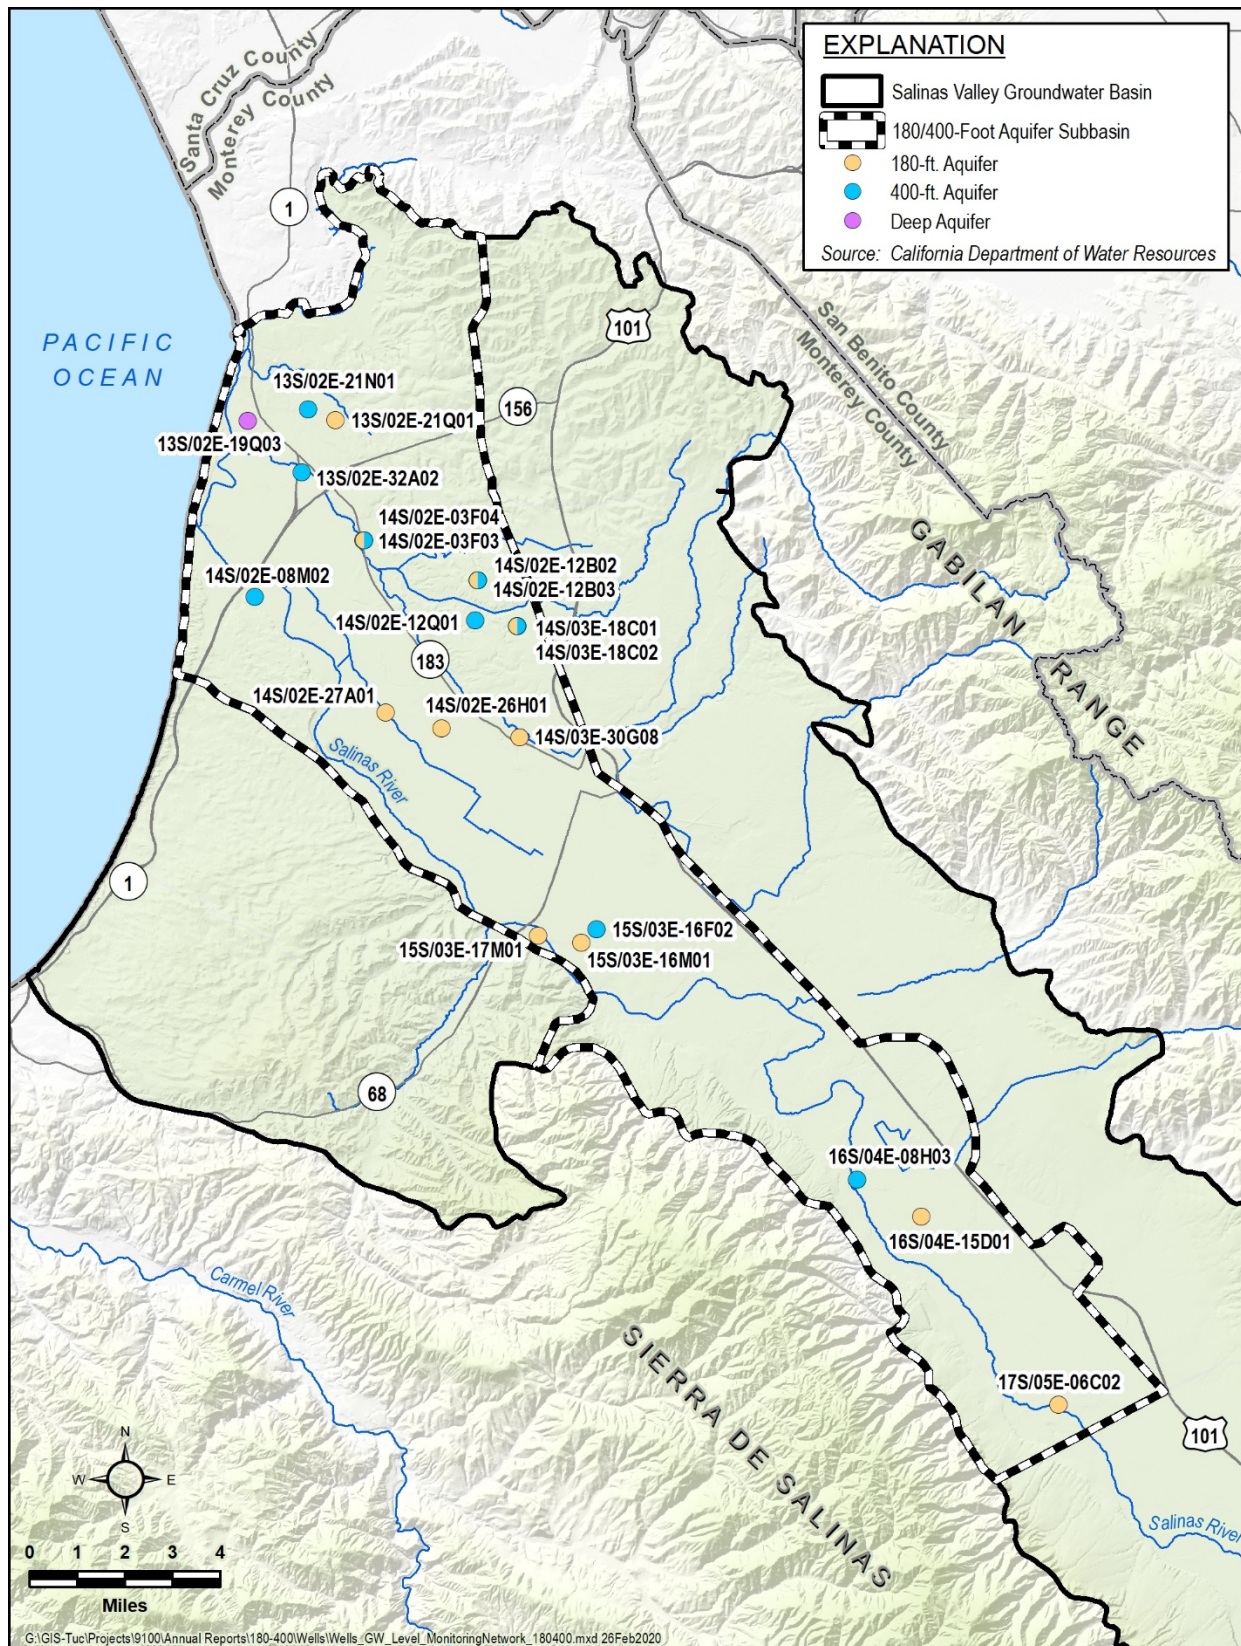 EXPLANATION
Salinas Valley Groundwater Basin
180/400-Foot Aquifer Subbasin
180-ft. Aquifer
400-ft. Aquifer
Deep Aquifer
Source: California Department of Water Resources
Santa Cruz County
Monterey County
1
101
San Benito County
Monterey County
PACIFIC
OCEAN
13S/02E-21N01
156
13S/02E-21Q01
13S/02E-19Q03
13S/02E-32A02
14S/02E-03F04
14S/02E-03F03
GABILAN
RANGE
14S/02E-12B02
14S/02E-12B03
14S/02E-08M02
14S/02E-12Q01
14S/03E-18C01
14S/03E-18C02
183
14S/02E-27A01
14S/02E-26H01
14S/03E-30G08
Salinas River
1
15S/03E-16F02
15S/03E-17M01
15S/03E-16M01
68
16S/04E-08H03
16S/04E-15D01
Carmel River
SIERRA DE SALINAS
17S/05E-06C02
101
Salinas River
N
W
E
S
0 1 2 3 4
Miles
G:\GIS-Tuc\Projects\9100\Annual Reports\180-400\Wells\Wells_GW_Level_MonitoringNetwork_180400.mxd 26Feb2020